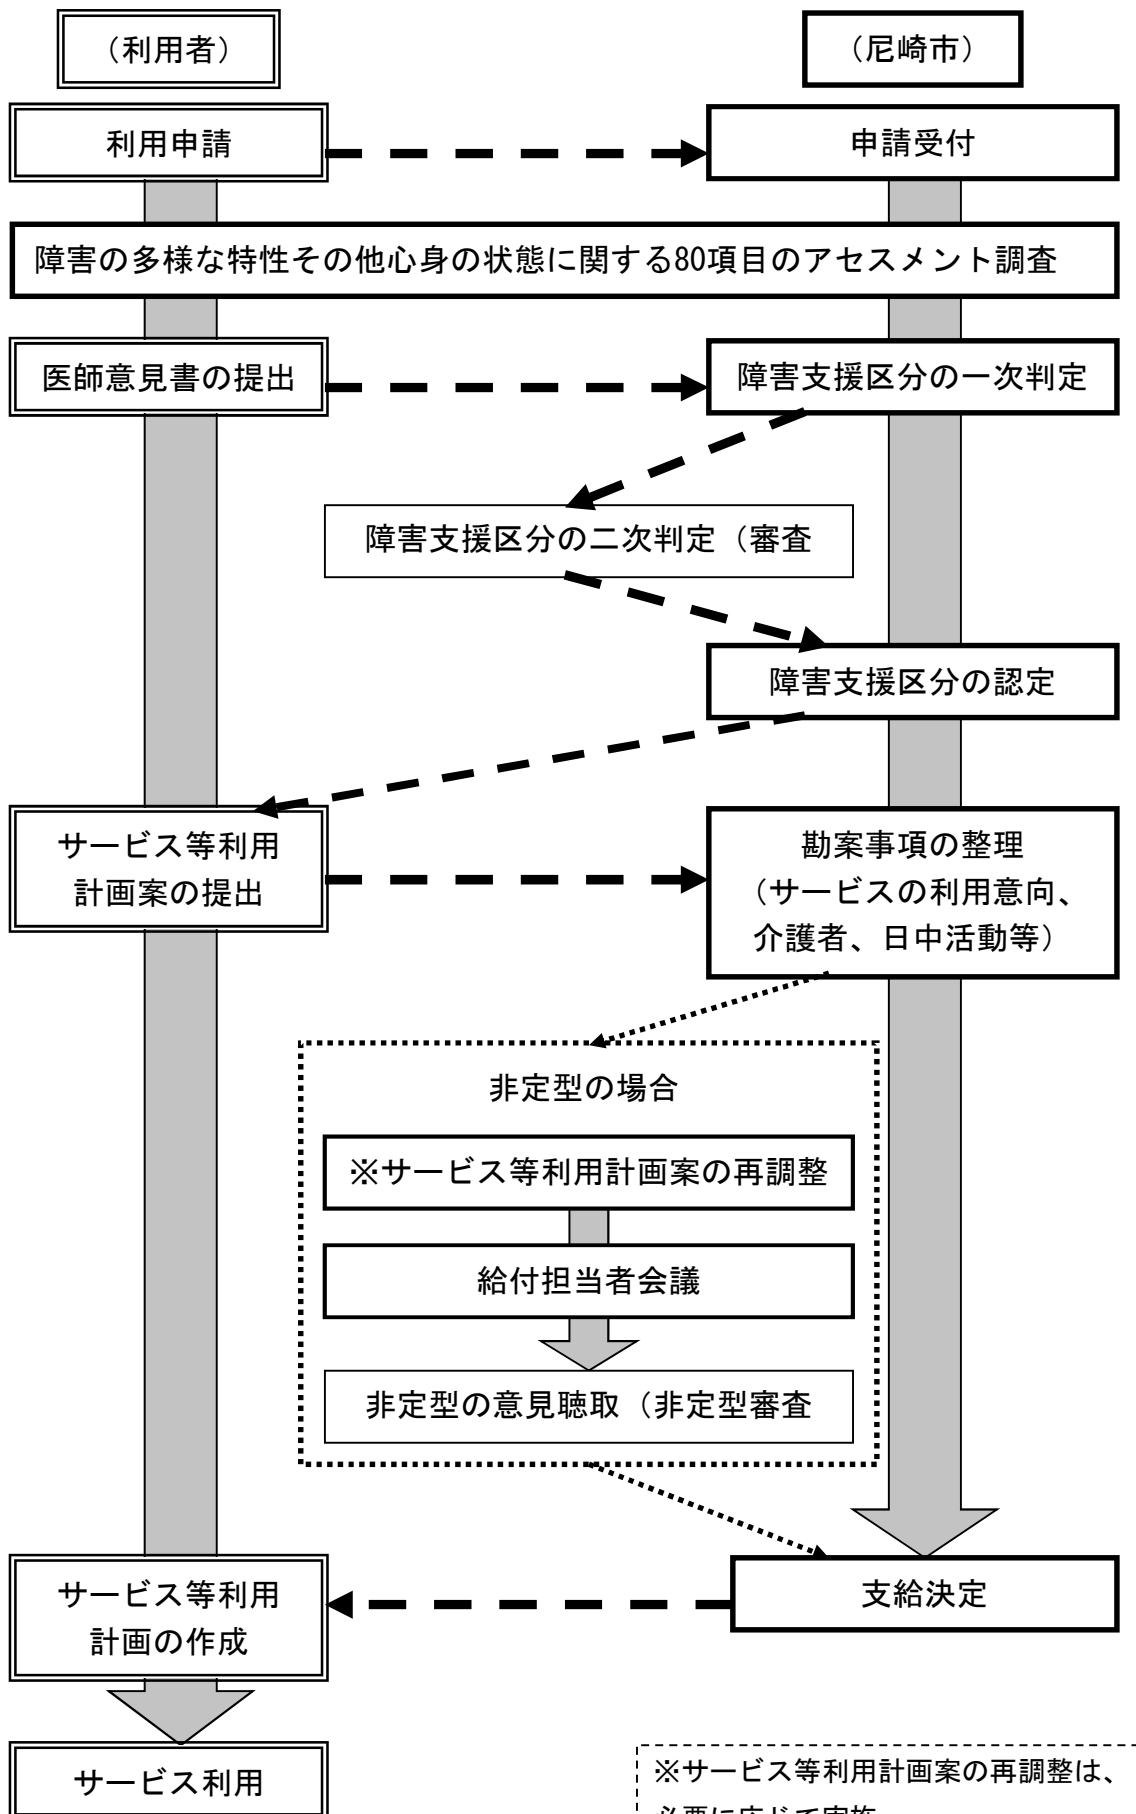 （利用者）
（尼崎市）
利用申請
申請受付
障害の多様な特性その他心身の状態に関する80項目のアセスメント調査
医師意見書の提出
障害支援区分の一次判定
障害支援区分の二次判定（審査
障害支援区分の認定
サービス等利用
計画案の提出
勘案事項の整理
（サービスの利用意向、
介護者、日中活動等）
非定型の場合
※サービス等利用計画案の再調整
給付担当者会議
非定型の意見聴取（非定型審査
支給決定
サービス等利用
計画の作成
サービス利用
※サービス等利用計画案の再調整は、
必要に応じて実施